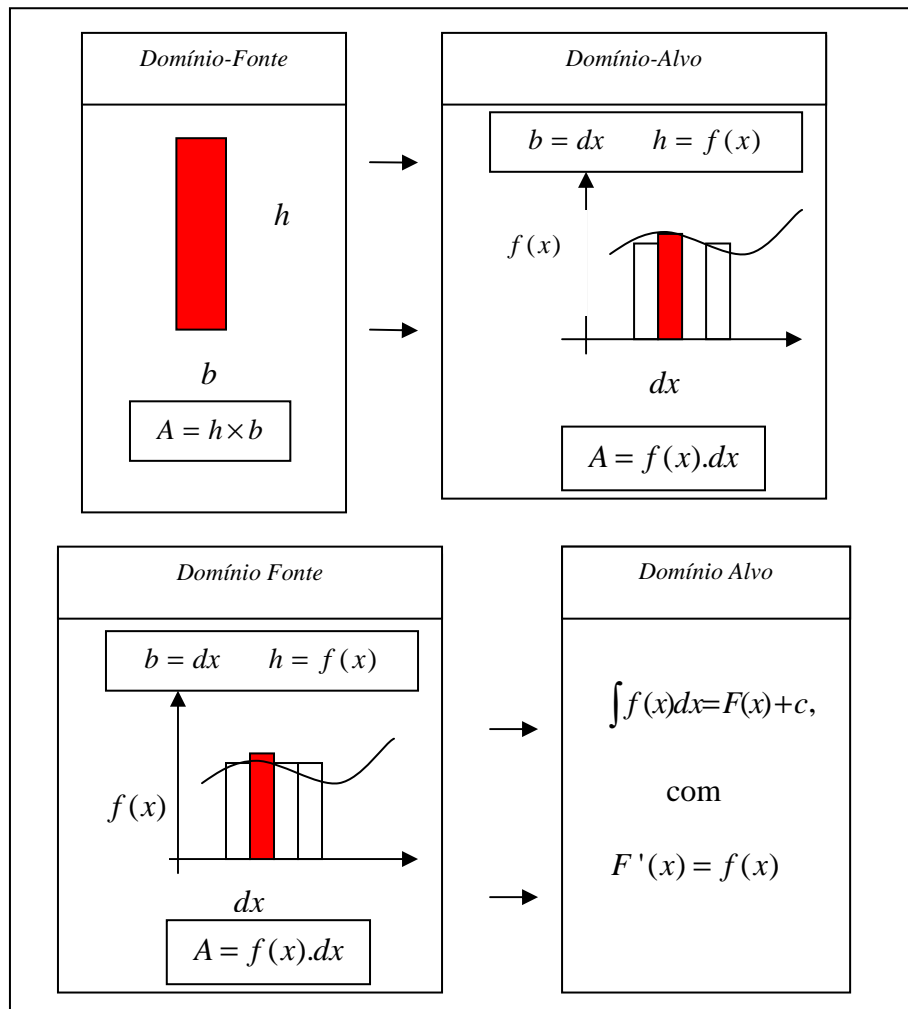 Domínio-Fonte
h
b
A = h × b
Domínio-Alvo
b = dx h = f(x)
f(x)
dx
A = f(x).dx
Domínio Fonte
b = dx h = f(x)
f(x)
dx
A = f(x).dx
Domínio Alvo
∫f(x)dx=F(x)+c,
com
F'(x) = f(x)